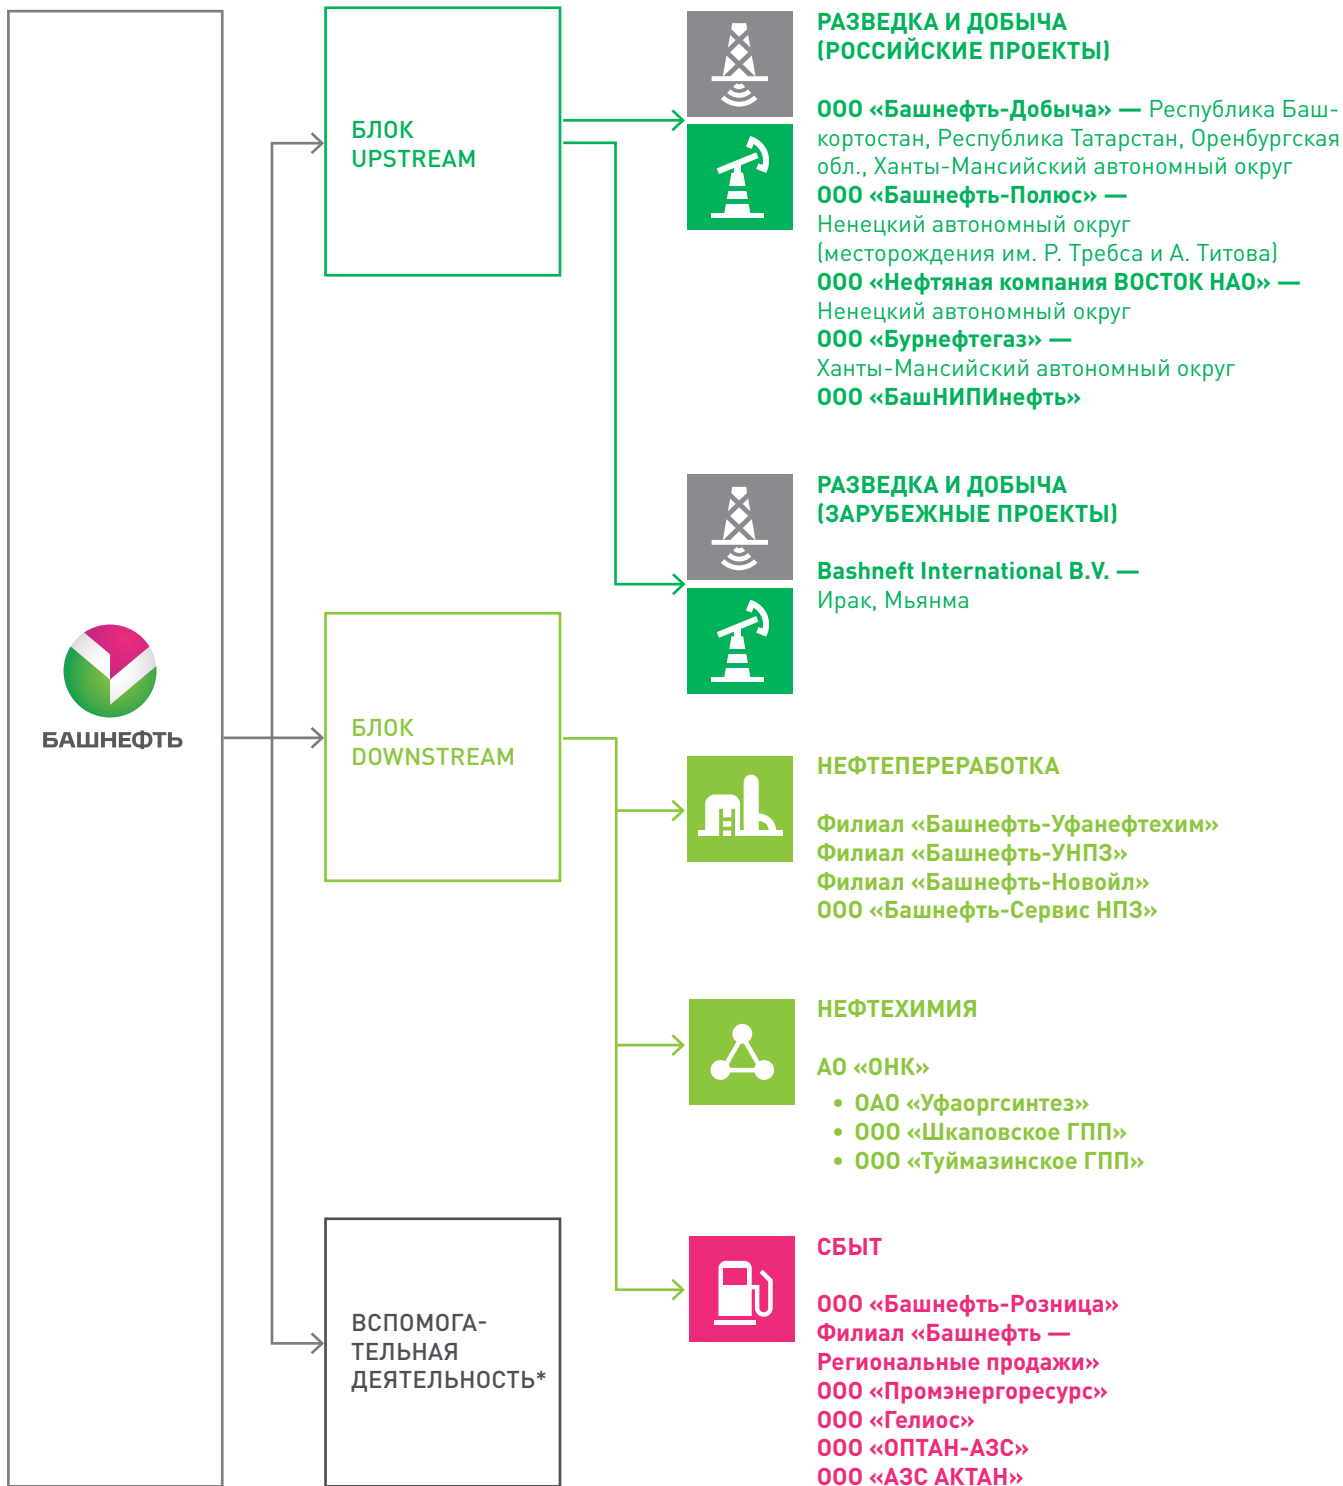 БАШНЕФТЬ
БЛОК
UPSTREAM
РАЗВЕДКА И ДОБЫЧА
(РОССИЙСКИЕ ПРОЕКТЫ)
ООО «Башнефть-Добыча» — Республика Баш-
кортостан, Республика Татарстан, Оренбургская
обл., Ханты-Мансийский автономный округ
ООО «Башнефть-Полюс» —
Ненецкий автономный округ
(месторождения им. Р. Требса и А. Титова)
ООО «Нефтяная компания ВОСТОК НАО» —
Ненецкий автономный округ
ООО «Бурнефтегаз» —
Ханты-Мансийский автономный округ
ООО «БашНИПИнефть»
РАЗВЕДКА И ДОБЫЧА
(ЗАРУБЕЖНЫЕ ПРОЕКТЫ)
Bashneft International B.V. —
Ирак, Мьянма
БЛОК
DOWNSTREAM
НЕФТЕПЕРЕРАБОТКА
Филиал «Башнефть-Уфанефтехим»
Филиал «Башнефть-УНПЗ»
Филиал «Башнефть-Новойл»
ООО «Башнефть-Сервис НПЗ»
НЕФТЕХИМИЯ
АО «ОНК»
• ОАО «Уфаоргсинтез»
• ООО «Шкаповское ГПП»
• ООО «Туймазинское ГПП»
СБЫТ
ООО «Башнефть-Розница»
Филиал «Башнефть —
Региональные продажи»
ООО «Промэнергоресурс»
ООО «Гелиос»
ООО «ОПТАН-АЗС»
ООО «АЗС АКТАН»
ВСПОМОГА-
ТЕЛЬНАЯ
ДЕЯТЕЛЬНОСТЬ*